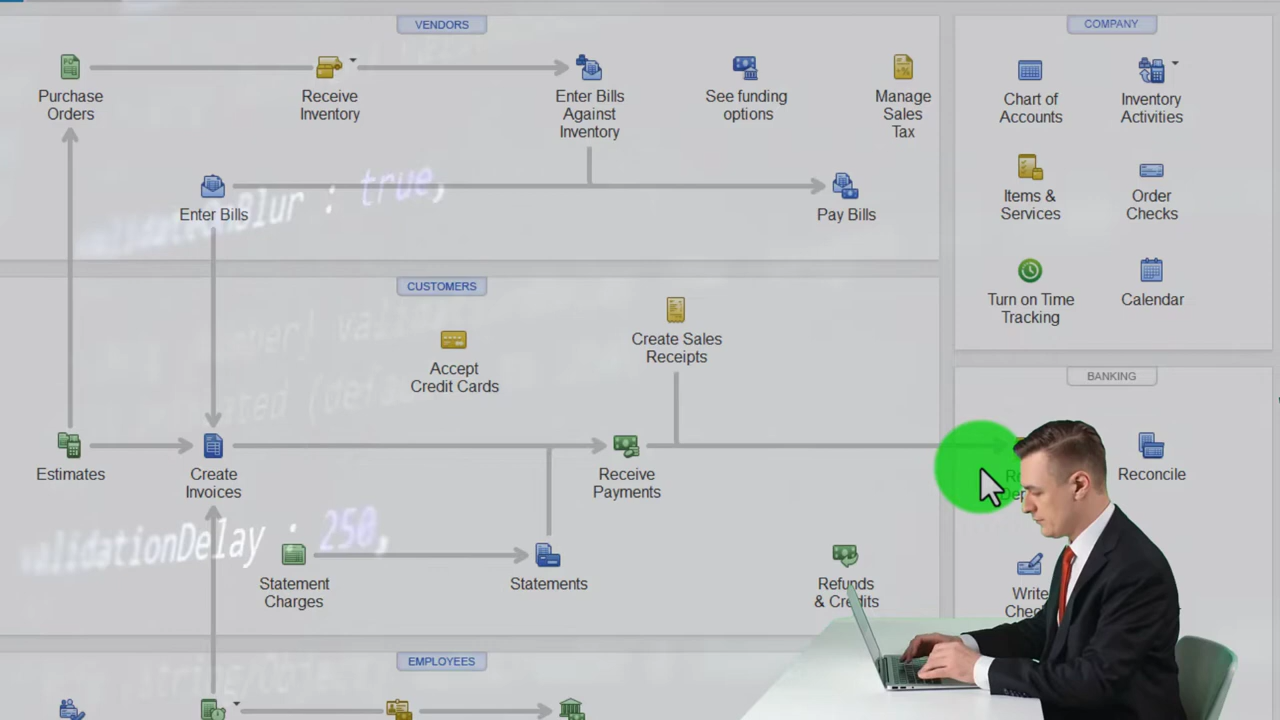 VENDORS
COMPANY
Purchase
Orders
Receive
Inventory
Enter Bills
Against
Inventory
See funding
options
Manage
Sales
Tax
Chart of
Accounts
Inventory
Activities
Enter Bills
Pay Bills
Items &
Services
Order
Checks
: true,
Turn on Time
Tracking
Calendar
CUSTOMERS
Create Sales
Receipts
Accept
Credit Cards
BANKING
Estimates
Create
Invoices
Receive
Payments
Reconcile
validationDelay : 250,
Statement
Charges
Statements
Refunds
& Credits
Write
EMPLOYEES